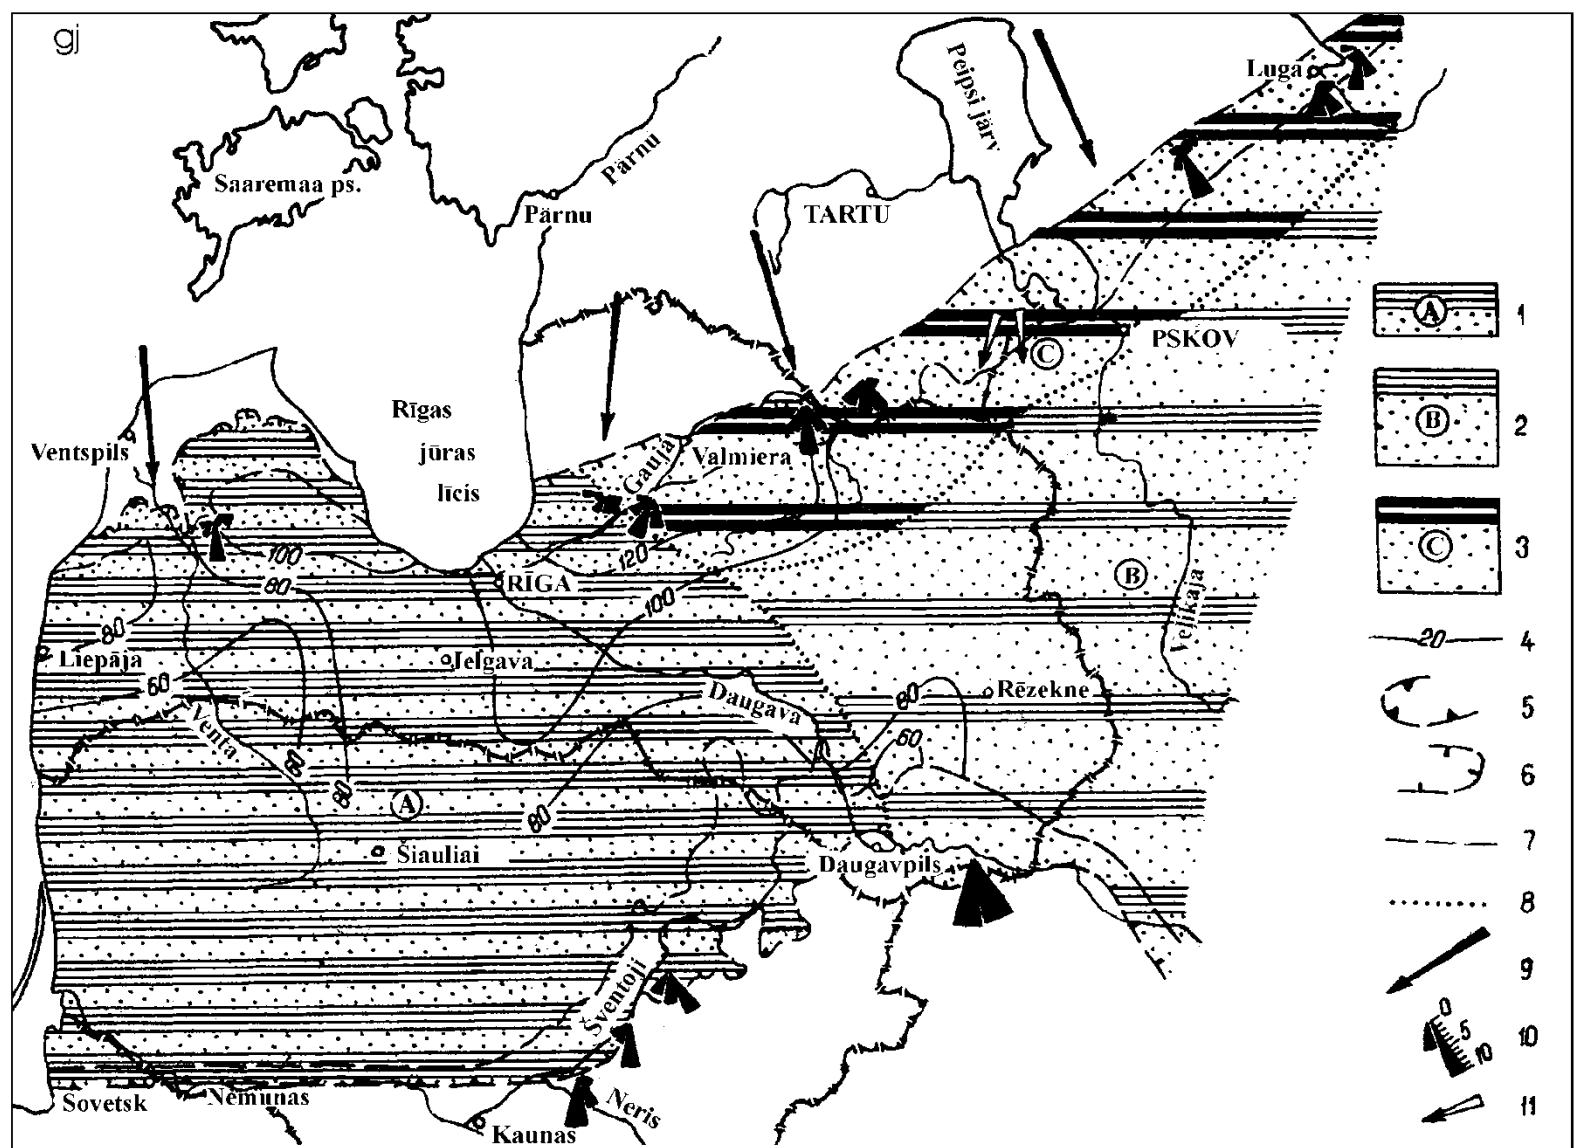 gj
Luga
Peipsi järv
Pärnu
Saaremaa ps.
Pärnu
TARTU
A
1
PSKOV
C
B
2
Rīgas
jūras
līcis
Ventspils
Gauja
Valmiera
C
3
100
120
RĪGA
80
100
B
Veļikaja
80
Liepāja
Jelgava
20
4
60
Rēzekne
80
Daugava
5
Venta
60
60
6
80
A
80
7
Šiauliai
Daugavpils
8
9
Šventoji
0
5
10
10
Sovetsk
Nemunas
Neris
11
Kaunas